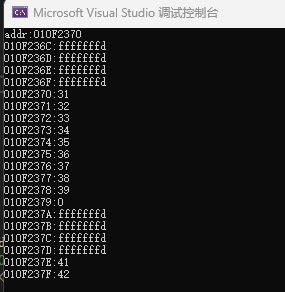 Microsoft Visual Studio 调试控制台
addr:010F2370
010F236C:fffffffd
010F236D:fffffffd
010F236E:fffffffd
010F236F:fffffffd
010F2370:31
010F2371:32
010F2372:33
010F2373:34
010F2374:35
010F2375:36
010F2376:37
010F2377:38
010F2378:39
010F2379:0
010F237A:fffffffd
010F237B:fffffffd
010F237C:fffffffd
010F237D:fffffffd
010F237E:41
010F237F:42